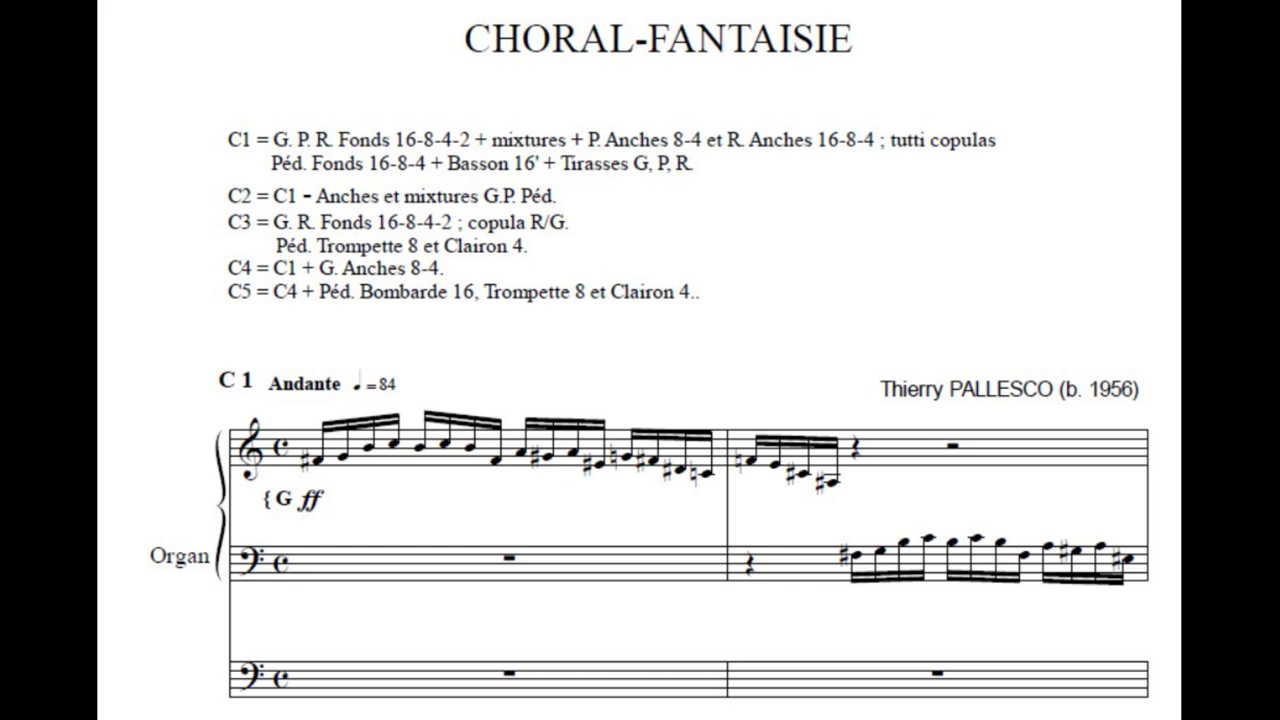 CHORAL-FANTAISIE
C1 = G. P. R. Fonds 16-8-4-2 + mixtures + P. Anches 8-4 et R. Anches 16-8-4 ; tutti copulas
Péd. Fonds 16-8-4 + Basson 16' + Tirasses G, P, R.
C2 = C1 - Anches et mixtures G.P. Péd.
C3 = G. R. Fonds 16-8-4-2 ; copula R/G.
Péd. Trompette 8 et Clairon 4.
C4 = C1 + G. Anches 8-4.
C5 = C4 + Péd. Bombarde 16, Trompette 8 et Clairon 4..
C 1 Andante ♩ = 84
Thierry PALLESCO (b. 1956)
{ G ff
Organ